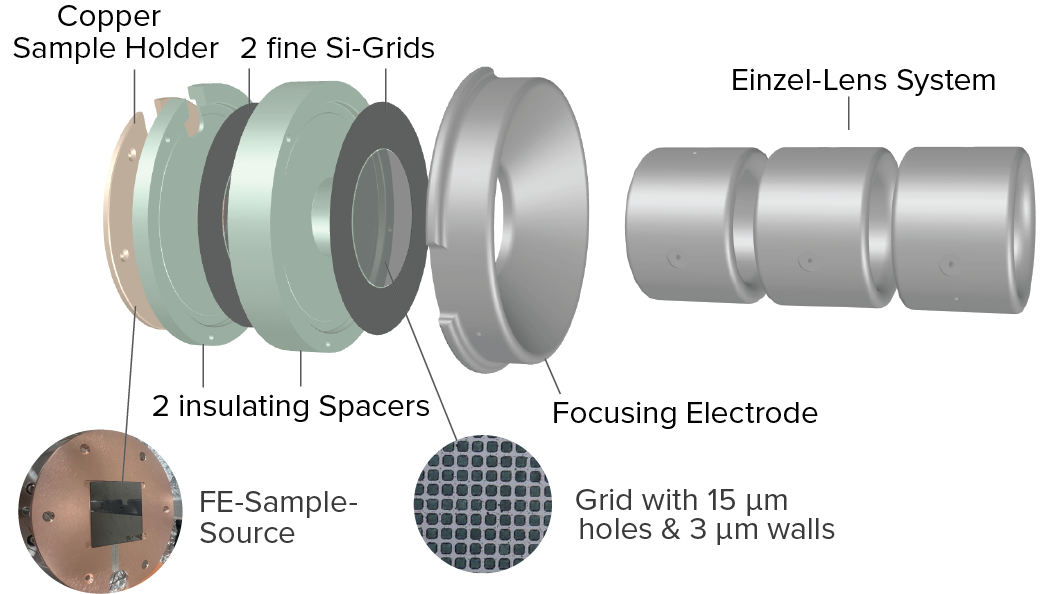 Copper
Sample Holder
2 fine Si-Grids
Einzel-Lens System
2 insulating Spacers
Focusing Electrode
FE-Sample-
Source
Grid with 15 µm
holes & 3 µm walls